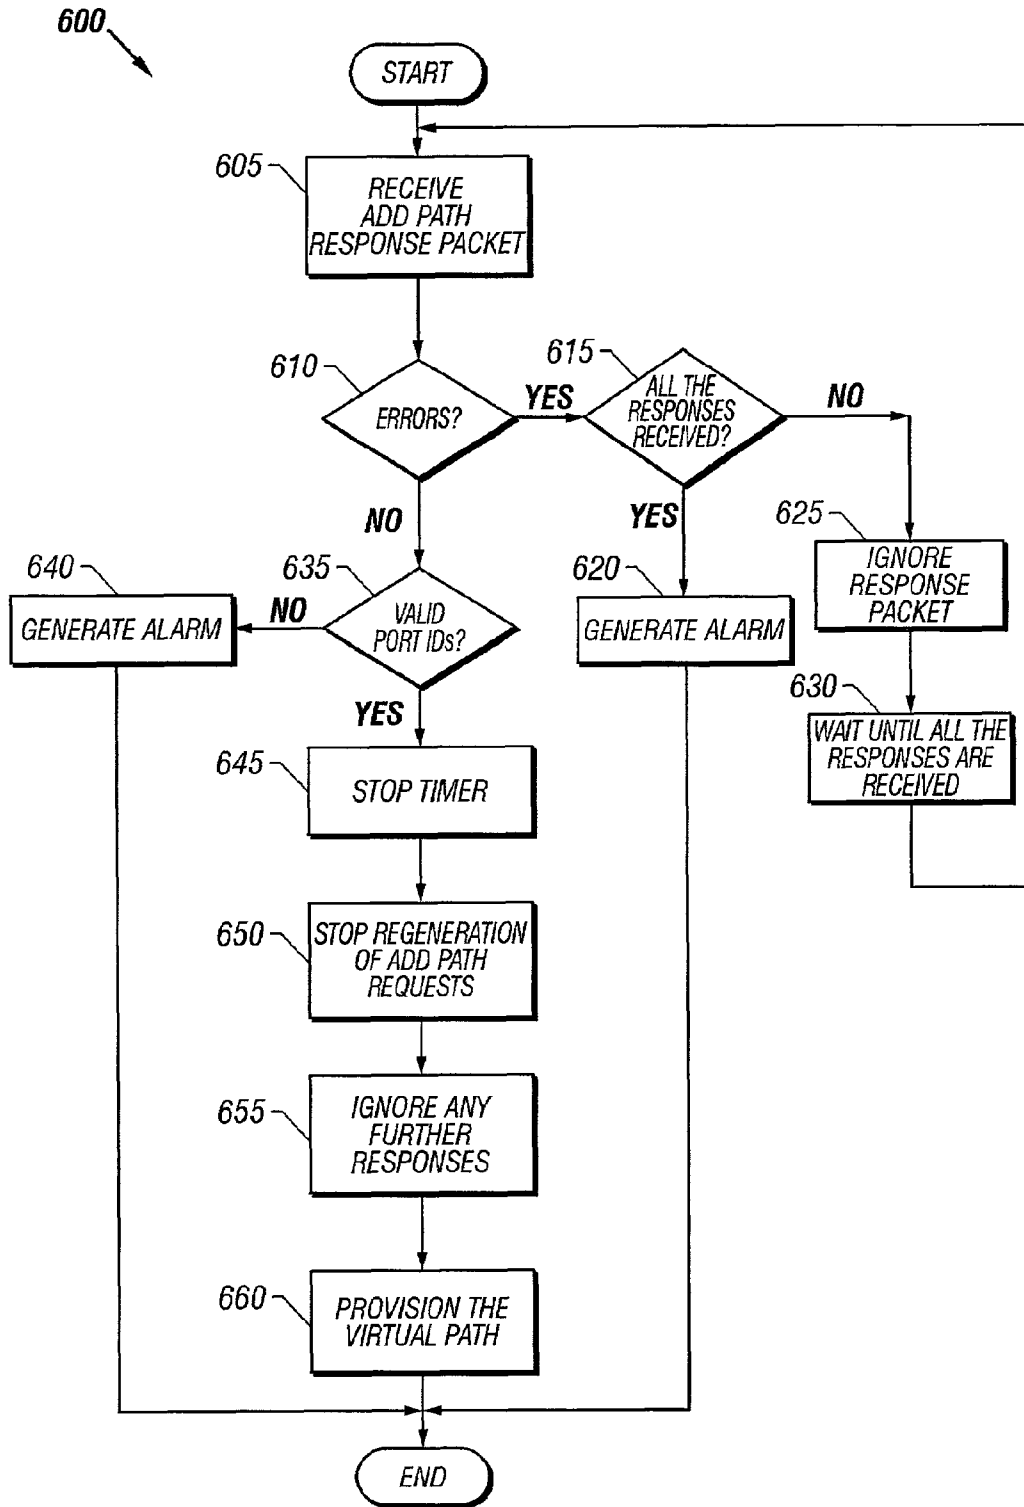 600
START
605
RECEIVE
ADD PATH
RESPONSE PACKET
610
ERRORS?
YES
615
ALL THE
RESPONSES
RECEIVED?
NO
NO
YES
625
IGNORE
RESPONSE
PACKET
640
GENERATE ALARM
NO
635
VALID
PORT IDs?
620
GENERATE ALARM
630
WAIT UNTIL ALL THE
RESPONSES ARE
RECEIVED
YES
645
STOP TIMER
650
STOP REGENERATION
OF ADD PATH
REQUESTS
655
IGNORE ANY
FURTHER
RESPONSES
660
PROVISION THE
VIRTUAL PATH
END